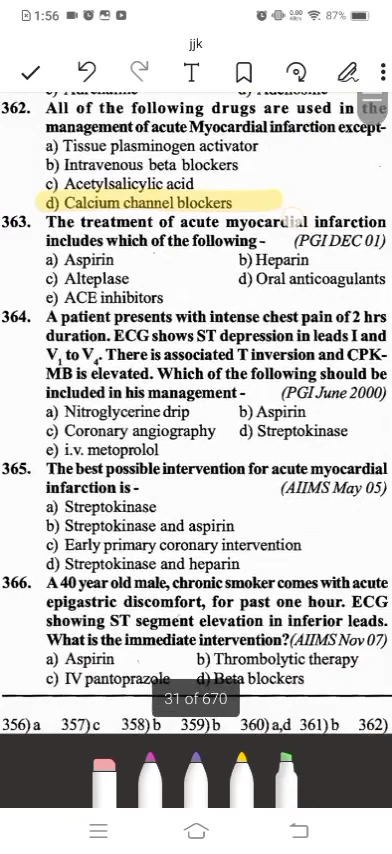 1:56
0.00
KB/S
87%
jjk
T
362. All of the following drugs are used in the
management of acute Myocardial infarction except-
a) Tissue plasminogen activator
b) Intravenous beta blockers
c) Acetylsalicylic acid
d) Calcium channel blockers
363. The treatment of acute myocardial infarction
includes which of the following - (PGI DEC 01)
a) Aspirin b) Heparin
c) Alteplase d) Oral anticoagulants
e) ACE inhibitors
364. A patient presents with intense chest pain of 2 hrs
duration. ECG shows ST depression in leads I and
V1 to V4. There is associated T inversion and CPK-
MB is elevated. Which of the following should be
included in his management - (PGI June 2000)
a) Nitroglycerine drip b) Aspirin
c) Coronary angiography d) Streptokinase
e) i.v. metoprolol
365. The best possible intervention for acute myocardial
infarction is - (AIIMS May 05)
a) Streptokinase
b) Streptokinase and aspirin
c) Early primary coronary intervention
d) Streptokinase and heparin
366. A 40 year old male, chronic smoker comes with acute
epigastric discomfort, for past one hour. ECG
showing ST segment elevation in inferior leads.
What is the immediate intervention? (AIIMS Nov 07)
a) Aspirin b) Thrombolytic therapy
c) IV pantoprazole d) Beta blockers
31 of 670
356) a 357) c 358) b 359) b 360) a,d 361) b 362)